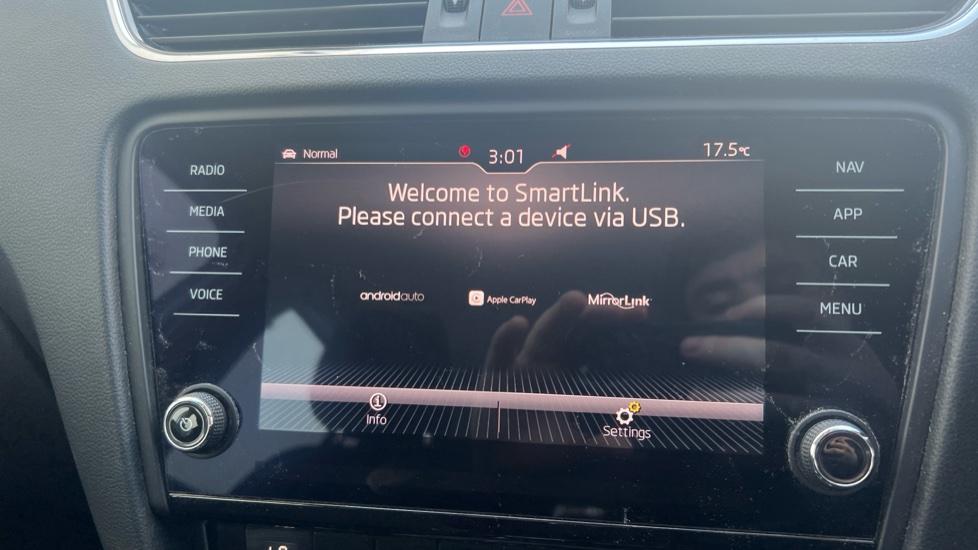 Normal
3:01
17.5°C
RADIO
MEDIA
PHONE
VOICE
Welcome to SmartLink.
Please connect a device via USB.
androidauto
Apple CarPlay
MirrorLink
Info
Settings
NAV
APP
CAR
MENU